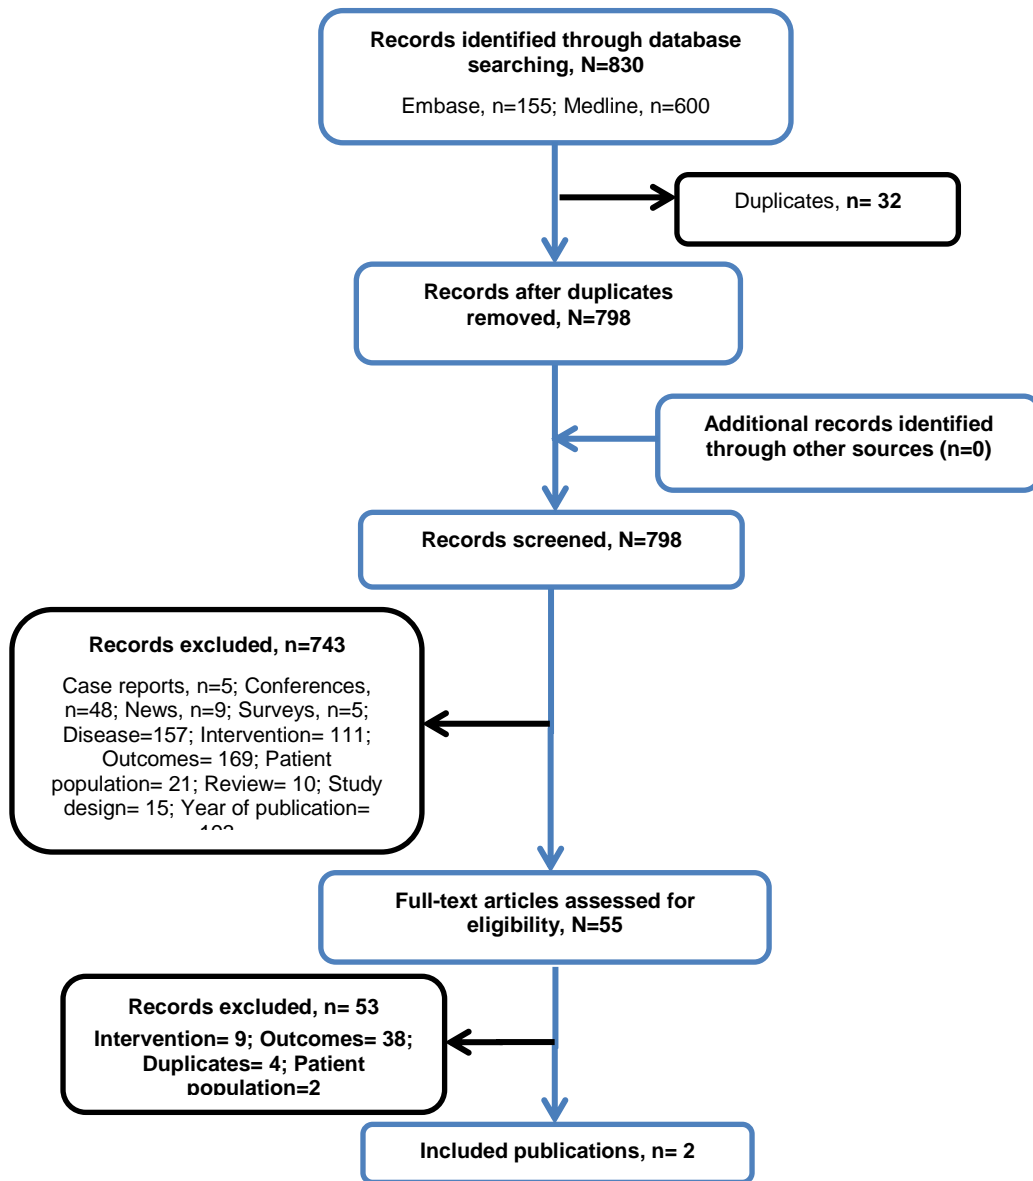 Records identified through database
searching, N=830
Embase, n=155; Medline, n=600
Duplicates, n= 32
Records after duplicates
removed, N=798
Additional records identified
through other sources (n=0)
Records screened, N=798
Records excluded, n=743
Case reports, n=5; Conferences,
n=48; News, n=9; Surveys, n=5;
Disease=157; Intervention= 111;
Outcomes= 169; Patient
population= 21; Review= 10; Study
design= 15; Year of publication=
193
Full-text articles assessed for
eligibility, N=55
Records excluded, n= 53
Intervention= 9; Outcomes= 38;
Duplicates= 4; Patient
population=2
Included publications, n= 2